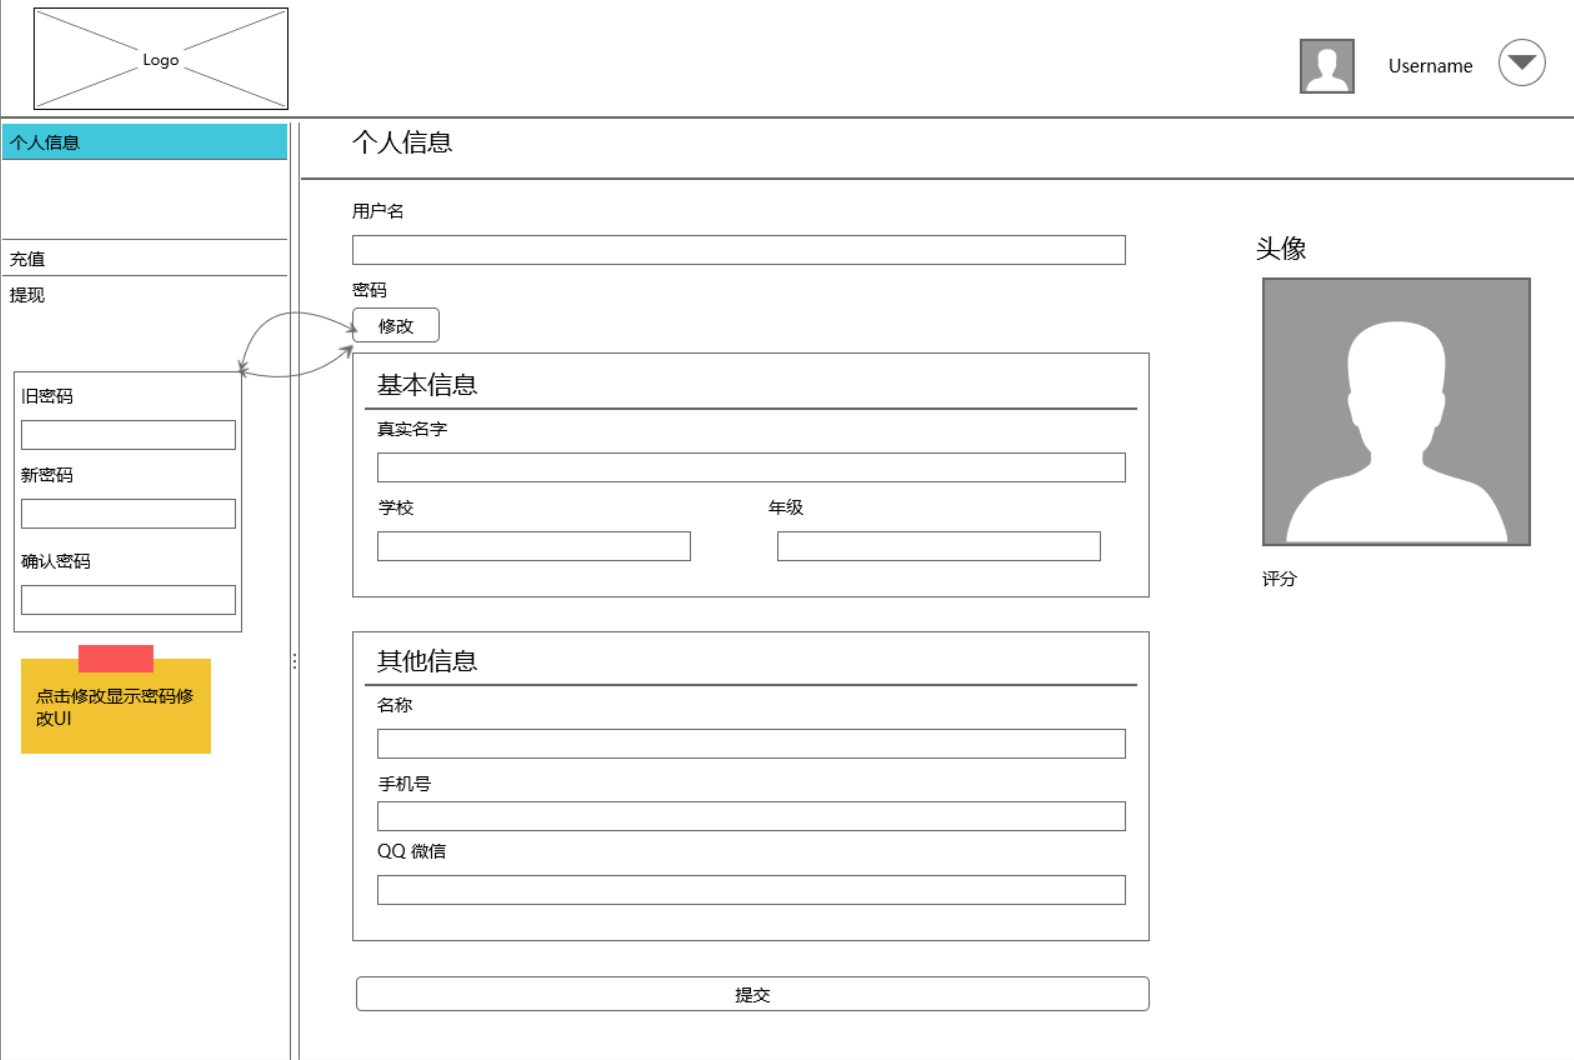 Logo
Username
个人信息
充值
提现
旧密码
新密码
确认密码
点击修改显示密码修
改UI
个人信息
用户名
密码
修改
基本信息
真实名字
学校
年级
其他信息
名称
手机号
QQ 微信
提交
头像
评分